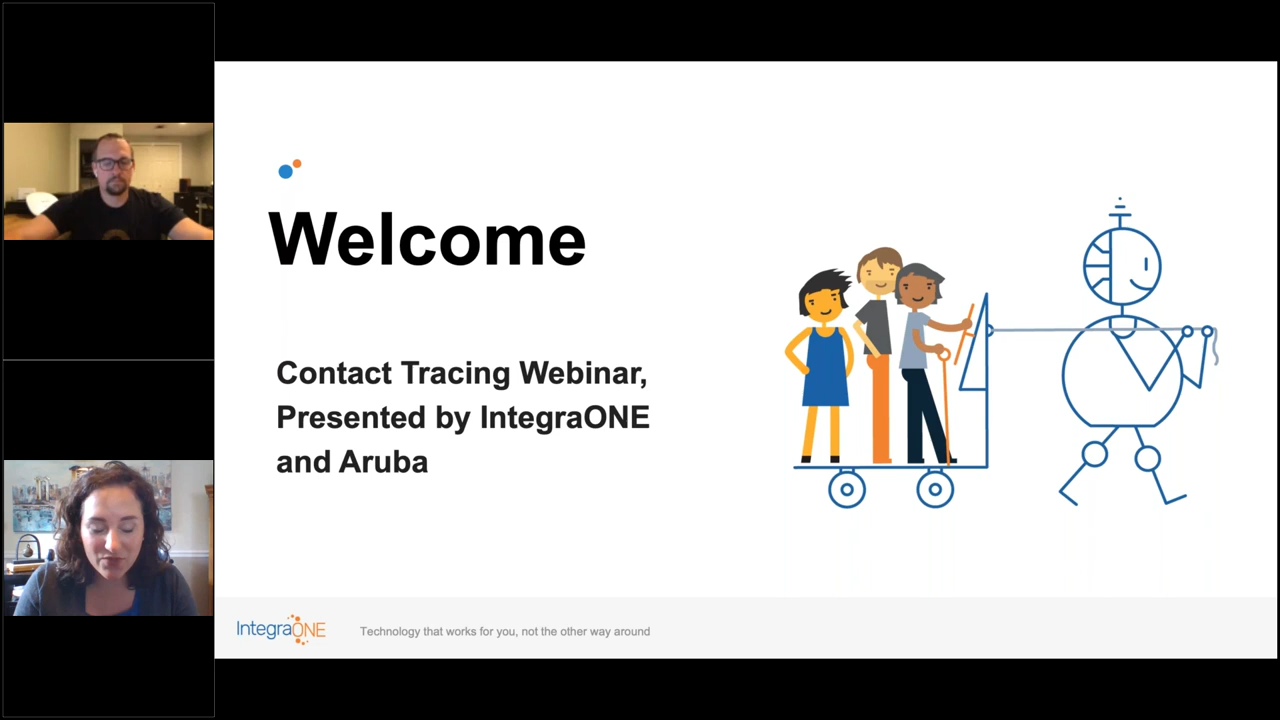 Welcome
Contact Tracing Webinar,
Presented by IntegraONE
and Aruba
IntegraONE
Technology that works for you, not the other way around